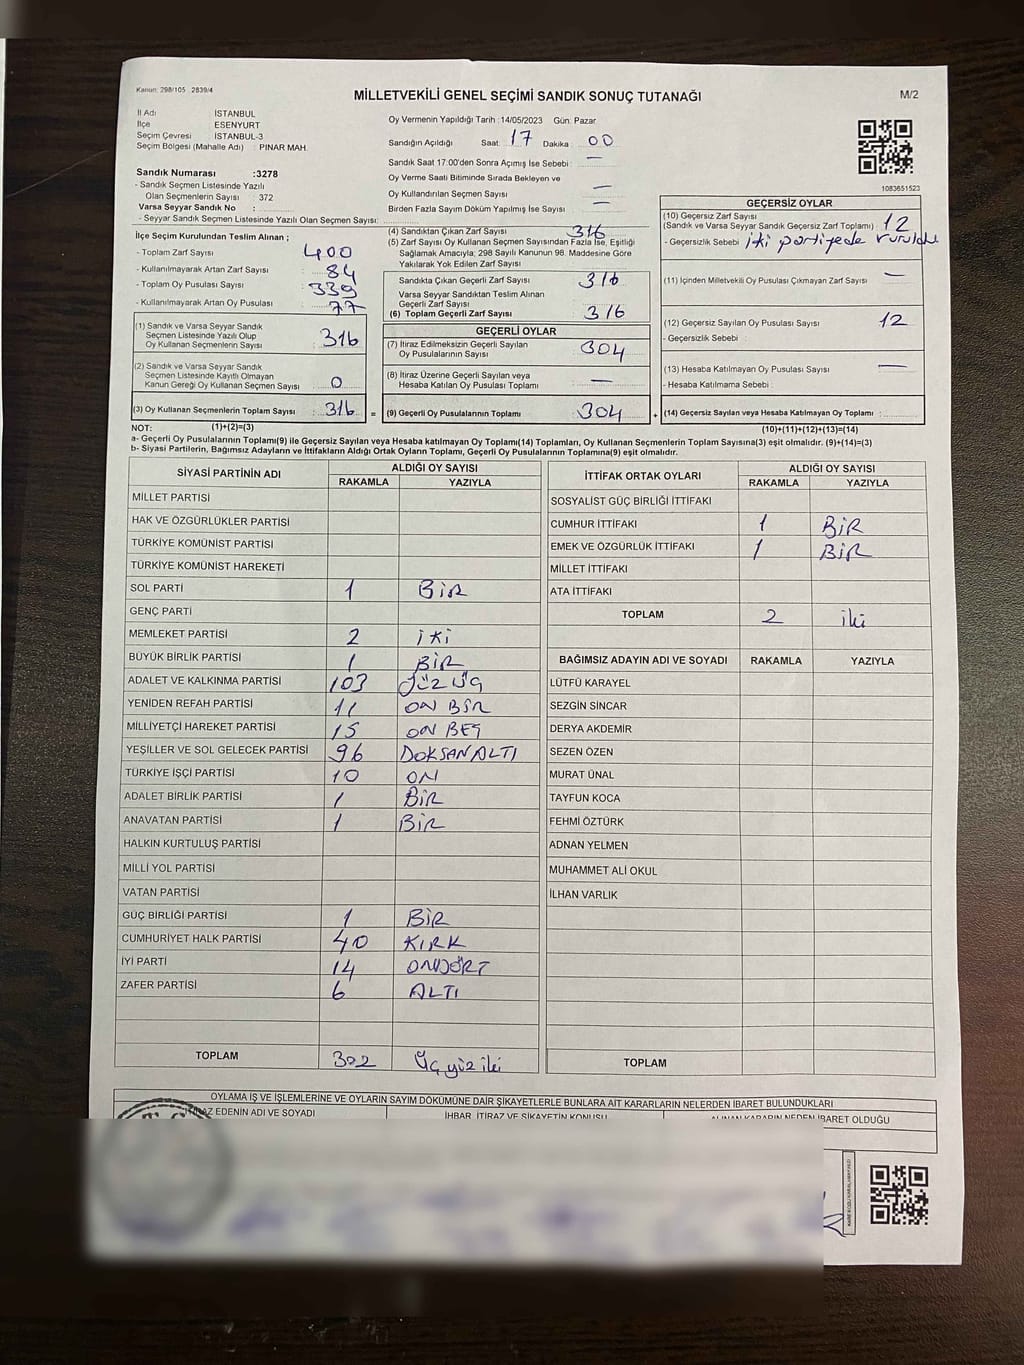 Kanun: 298/105 2839/4
MİLLETVEKİLİ GENEL SEÇİMİ SANDIK SONUÇ TUTANAĞI
M/2
İl Adı İSTANBUL
İlçe ESENYURT
Seçim Çevresi İSTANBUL-3
Seçim Bölgesi (Mahalle Adı) : PINAR MAH.
Sandık Numarası :3278
- Sandık Seçmen Listesinde Yazılı
Olan Seçmenlerin Sayısı : 372
Varsa Seyyar Sandık No :
- Seyyar Sandık Seçmen Listesinde Yazılı Olan Seçmen Sayısı:
Oy Vermenin Yapıldığı Tarih :14/05/2023 Gün: Pazar
Sandığın Açıldığı Saat: 17 Dakika : 00
Sandık Saat 17:00'den Sonra Açımış İse Sebebi : —
Oy Verme Saati Bitiminde Sırada Bekleyen ve
Oy Kullandırılan Seçmen Sayısı : —
Birden Fazla Sayım Döküm Yapılmış İse Sayısı : —
1083651523
İlçe Seçim Kurulundan Teslim Alınan ;
- Toplam Zarf Sayısı : 400
- Kullanılmayarak Artan Zarf Sayısı : 84
- Toplam Oy Pusulası Sayısı : 339
- Kullanılmayarak Artan Oy Pusulası : 77
(1) Sandık ve Varsa Seyyar Sandık
Seçmen Listesinde Yazılı Olup
Oy Kullanan Seçmenlerin Sayısı : 316
(2) Sandık ve Varsa Seyyar Sandık
Seçmen Listesinde Kayıtlı Olmayan
Kanun Gereği Oy Kullanan Seçmen Sayısı : 0
(3) Oy Kullanan Seçmenlerin Toplam Sayısı : 316
(4) Sandıktan Çıkan Zarf Sayısı : 316
(5) Zarf Sayısı Oy Kullanan Seçmen Sayısından Fazla İse, Eşitliği
Sağlamak Amacıyla; 298 Sayılı Kanunun 98. Maddesine Göre
Yakılarak Yok Edilen Zarf Sayısı :
Sandıkta Çıkan Geçerli Zarf Sayısı : 316
Varsa Seyyar Sandıktan Teslim Alınan
Geçerli Zarf Sayısı :
(6) Toplam Geçerli Zarf Sayısı : 316
GEÇERLİ OYLAR
(7) İtiraz Edilmeksizin Geçerli Sayılan
Oy Pusulalarının Sayısı : 304
(8) İtiraz Üzerine Geçerli Sayılan veya
Hesaba Katılan Oy Pusulası Toplamı : —
= (9) Geçerli Oy Pusulalarının Toplamı : 304
GEÇERSİZ OYLAR
(10) Geçersiz Zarf Sayısı
(Sandık ve Varsa Seyyar Sandık Geçersiz Zarf Toplamı) : 12
- Geçersizlik Sebebi : iki partiyede vuruldu
(11) İçinden Milletvekili Oy Pusulası Çıkmayan Zarf Sayısı : —
(12) Geçersiz Sayılan Oy Pusulası Sayısı : 12
- Geçersizlik Sebebi :
(13) Hesaba Katılmayan Oy Pusulası Sayısı : —
- Hesaba Katılmama Sebebi :
+ (14) Geçersiz Sayılan veya Hesaba Katılmayan Oy Toplamı :
NOT: (1)+(2)=(3)
(10)+(11)+(12)+(13)=(14)
a- Geçerli Oy Pusulalarının Toplamı(9) ile Geçersiz Sayılan veya Hesaba katılmayan Oy Toplamı(14) Toplamları, Oy Kullanan Seçmenlerin Toplam Sayısına(3) eşit olmalıdır. (9)+(14)=(3)
b- Siyasi Partilerin, Bağımsız Adayların ve İttifakların Aldığı Ortak Oyların Toplamı, Geçerli Oy Pusulalarının Toplamına(9) eşit olmalıdır.
SİYASİ PARTİNİN ADI ALDIĞI OY SAYISI
RAKAMLA YAZIYLA
MİLLET PARTİSİ
HAK VE ÖZGÜRLÜKLER PARTİSİ
TÜRKİYE KOMÜNİST PARTİSİ
TÜRKİYE KOMÜNİST HAREKETİ
SOL PARTİ 1 BİR
GENÇ PARTİ
MEMLEKET PARTİSİ 2 iKi
BÜYÜK BİRLİK PARTİSİ 1 BİR
ADALET VE KALKINMA PARTİSİ 103 YÜZ ÜÇ
YENİDEN REFAH PARTİSİ 11 ON BİR
MİLLİYETÇİ HAREKET PARTİSİ 15 ON BEŞ
YEŞİLLER VE SOL GELECEK PARTİSİ 96 DOKSAN ALTI
TÜRKİYE İŞÇİ PARTİSİ 10 ON
ADALET BİRLİK PARTİSİ 1 BİR
ANAVATAN PARTİSİ 1 BİR
HALKIN KURTULUŞ PARTİSİ
MİLLİ YOL PARTİSİ
VATAN PARTİSİ
GÜÇ BİRLİĞİ PARTİSİ 1 BİR
CUMHURİYET HALK PARTİSİ 40 KIRK
İYİ PARTİ 14 ONDÖRT
ZAFER PARTİSİ 6 ALTI
TOPLAM 302 Üç yüz iki
İTTİFAK ORTAK OYLARI ALDIĞI OY SAYISI
RAKAMLA YAZIYLA
SOSYALİST GÜÇ BİRLİĞİ İTTİFAKI
CUMHUR İTTİFAKI 1 BİR
EMEK VE ÖZGÜRLÜK İTTİFAKI 1 BİR
MİLLET İTTİFAKI
ATA İTTİFAKI
TOPLAM 2 iki
BAĞIMSIZ ADAYIN ADI VE SOYADI RAKAMLA YAZIYLA
LÜTFÜ KARAYEL
SEZGİN SİNCAR
DERYA AKDEMİR
SEZEN ÖZEN
MURAT ÜNAL
TAYFUN KOCA
FEHMİ ÖZTÜRK
ADNAN YELMEN
MUHAMMET ALİ OKUL
İLHAN VARLIK
TOPLAM
OYLAMA İŞ VE İŞLEMLERİNE VE OYLARIN SAYIM DÖKÜMÜNE DAİR ŞİKAYETLERLE BUNLARA AİT KARARLARIN NELERDEN İBARET BULUNDUKLARI
EDENİN ADI VE SOYADI İHBAR, İTİRAZ VE ŞİKAYETİN KONUSU ALINAN KARARIN NEDEN İBARET OLDUĞU
T.C.